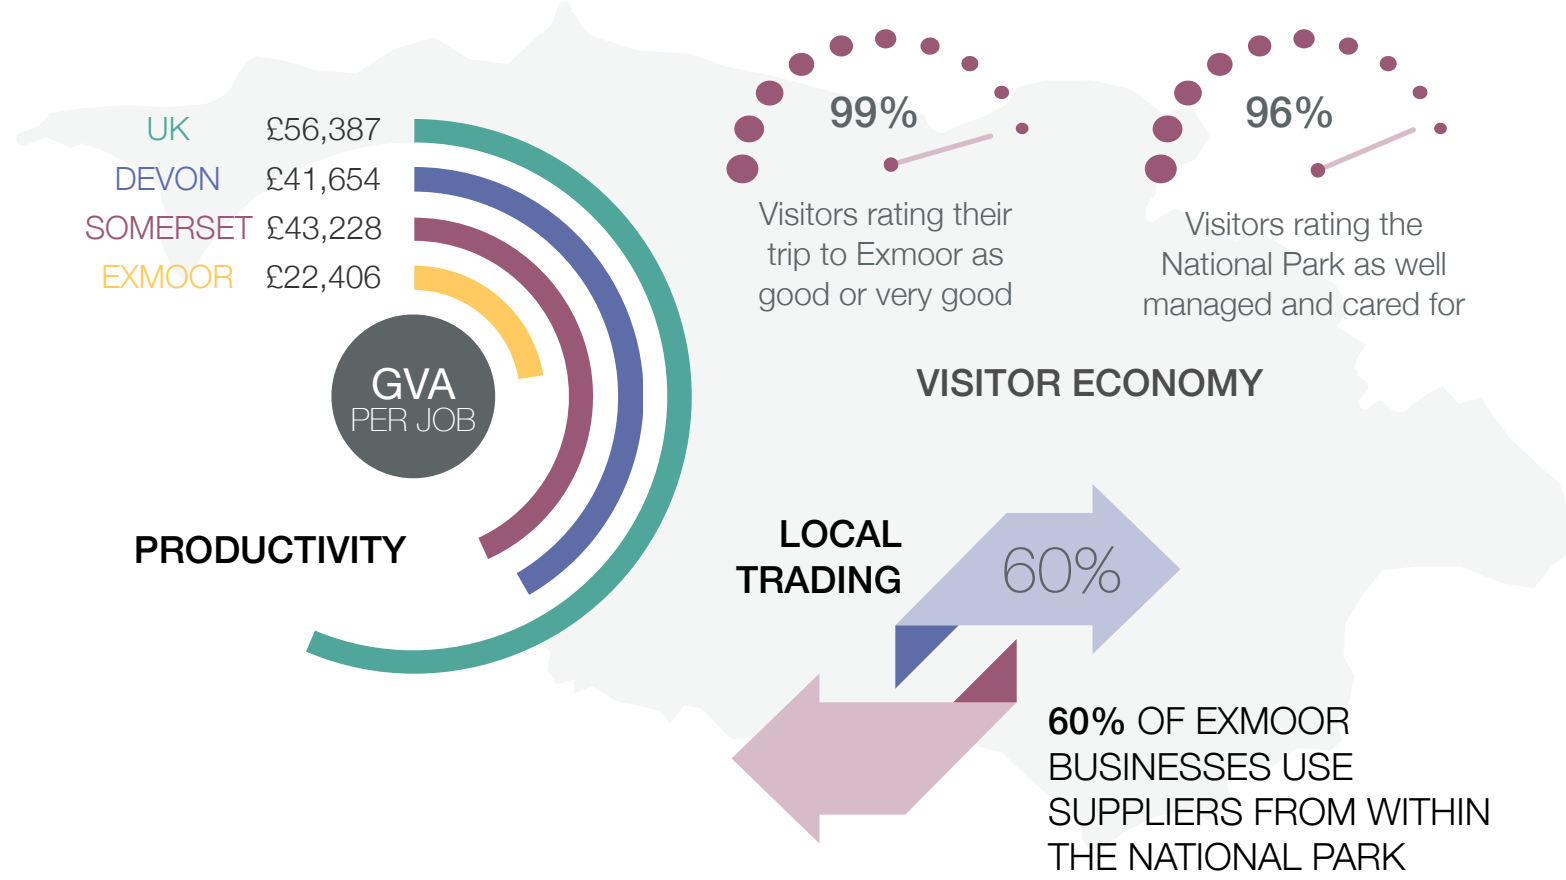 UK £56,387
DEVON £41,654
SOMERSET £43,228
EXMOOR £22,406
GVA
PER JOB
PRODUCTIVITY
99%
Visitors rating their
trip to Exmoor as
good or very good
96%
Visitors rating the
National Park as well
managed and cared for
VISITOR ECONOMY
LOCAL
TRADING
60%
60% OF EXMOOR
BUSINESSES USE
SUPPLIERS FROM WITHIN
THE NATIONAL PARK